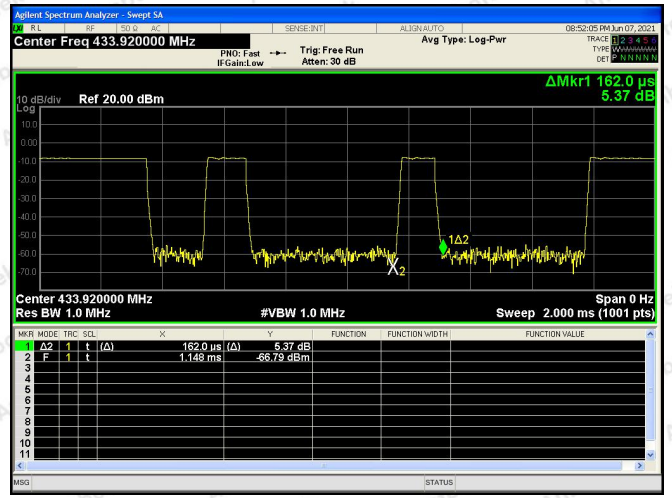 Agilent Spectrum Analyzer - Swept SA
RL RF 50 Ω AC SENSE:INT ALIGNAUTO 08:52:05 PM Jun 07, 2021
Center Freq 433.920000 MHz
PNO: Fast
IFGain:Low
Trig: Free Run
Atten: 30 dB
Avg Type: Log-Pwr
TRACE 1 2 3 4 5 6
TYPE
DET P N N N N N
ΔMkr1 162.0 µs
5.37 dB
10 dB/div Ref 20.00 dBm
Log
10.0
0.00
-10.0
-20.0
-30.0
-40.0
-50.0
-60.0
-70.0
1Δ2
X2
Center 433.920000 MHz Span 0 Hz
Res BW 1.0 MHz #VBW 1.0 MHz Sweep 2.000 ms (1001 pts)
MKR MODE TRC SCL X Y FUNCTION FUNCTION WIDTH FUNCTION VALUE
1 Δ2 1 t (Δ) 162.0 µs (Δ) 5.37 dB
2 F 1 t 1.148 ms -66.79 dBm
3
4
5
6
7
8
9
10
11
MSG STATUS